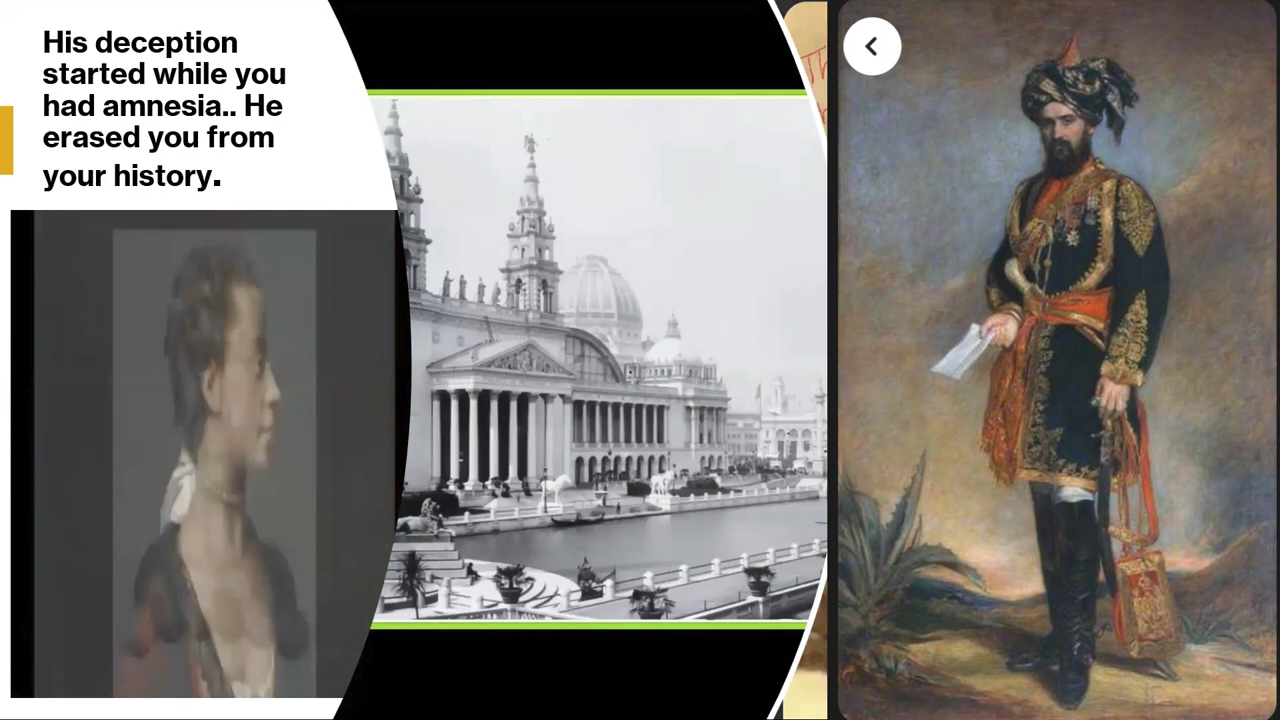 His deception
started while you
had amnesia.. He
erased you from
your history.